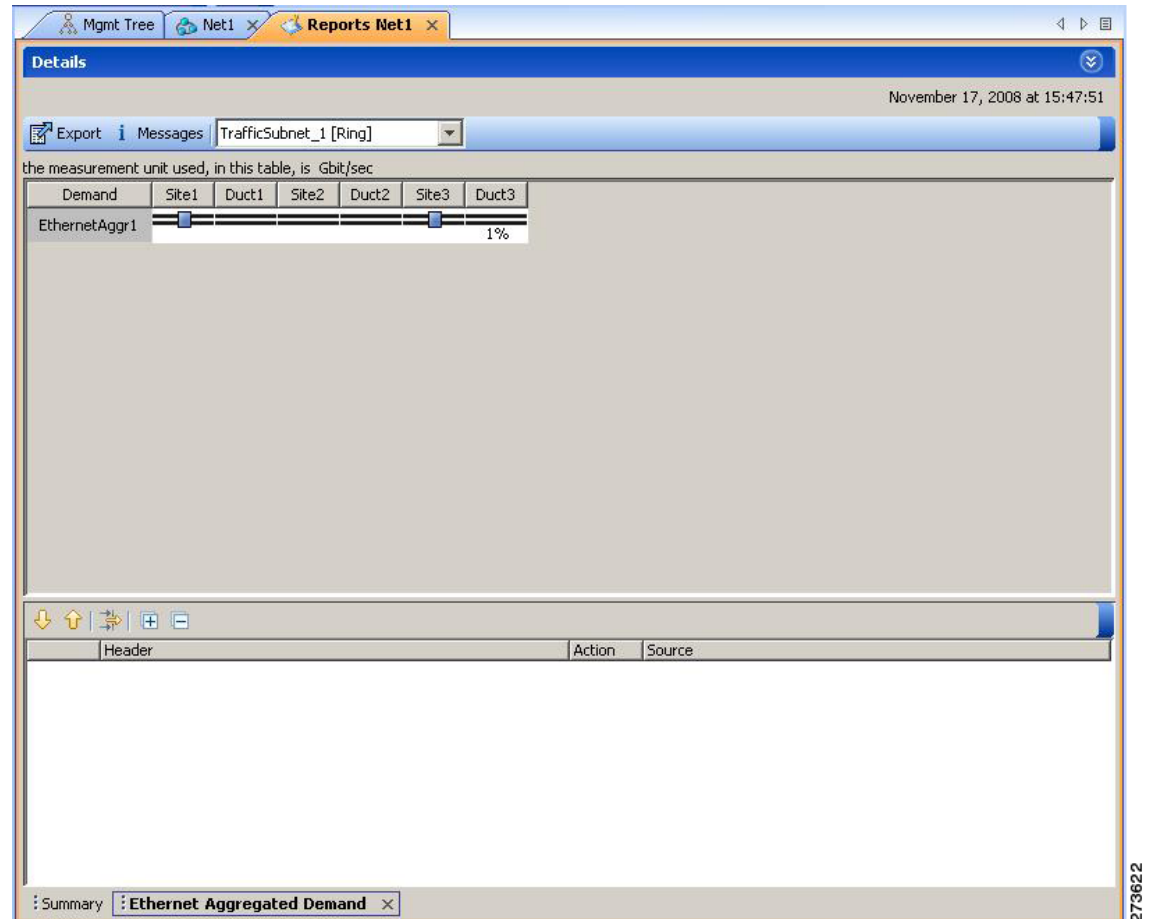 Mgmt Tree Net1 Reports Net1
Details
November 17, 2008 at 15:47:51
Export i Messages TrafficSubnet_1 [Ring]
the measurement unit used, in this table, is Gbit/sec
Demand Site1 Duct1 Site2 Duct2 Site3 Duct3
EthernetAggr1
1%
Header Action Source
Summary Ethernet Aggregated Demand
273622